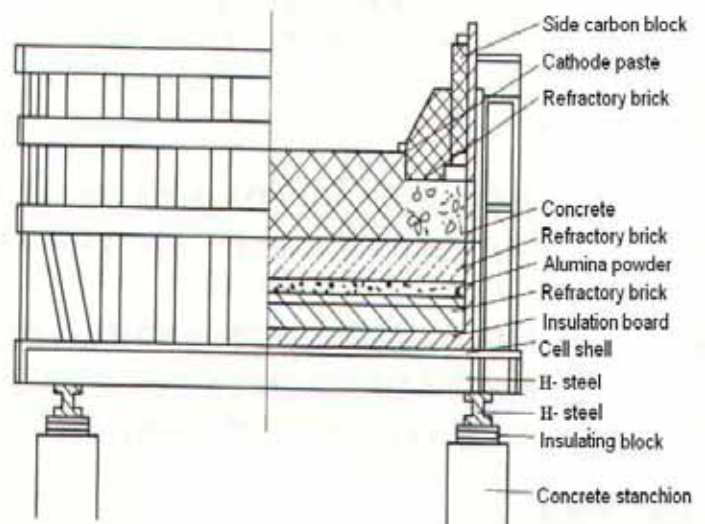 Side carbon block
Cathode paste
Refractory brick
Concrete
Refractory brick
Alumina powder
Refractory brick
Insulation board
Cell shell
H- steel
H- steel
Insulating block
Concrete stanchion